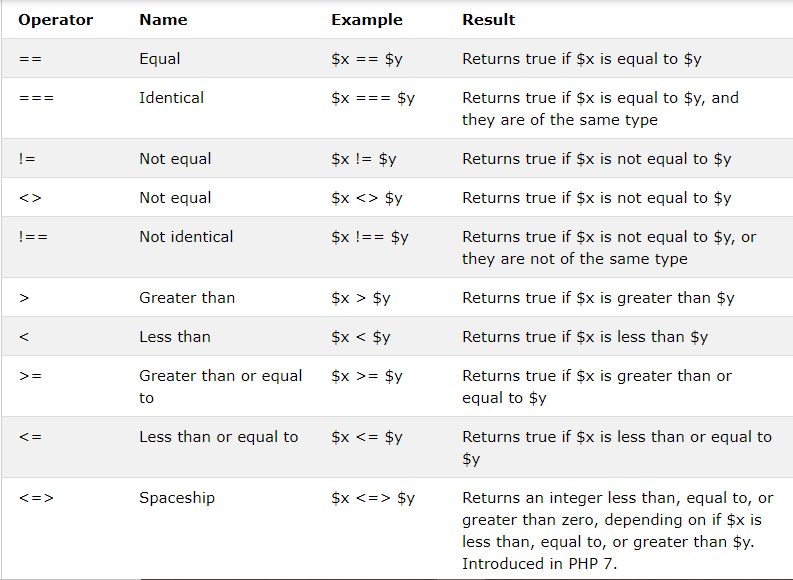 Operator Name Example Result
== Equal $x == $y Returns true if $x is equal to $y
=== Identical $x === $y Returns true if $x is equal to $y, and
they are of the same type
!= Not equal $x != $y Returns true if $x is not equal to $y
<> Not equal $x <> $y Returns true if $x is not equal to $y
!== Not identical $x !== $y Returns true if $x is not equal to $y, or
they are not of the same type
> Greater than $x > $y Returns true if $x is greater than $y
< Less than $x < $y Returns true if $x is less than $y
>= Greater than or equal $x >= $y Returns true if $x is greater than or
to equal to $y
<= Less than or equal to $x <= $y Returns true if $x is less than or equal to
$y
<=> Spaceship $x <=> $y Returns an integer less than, equal to, or
greater than zero, depending on if $x is
less than, equal to, or greater than $y.
Introduced in PHP 7.